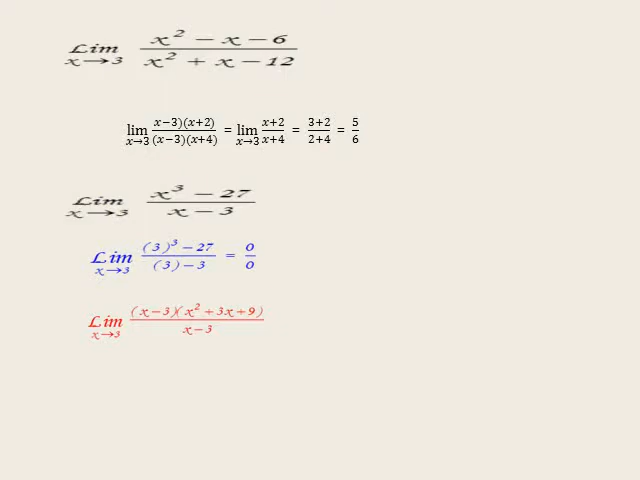 Lim x→3 x² − x − 6 / x² + x − 12
lim x→3 x−3)(x+2) / (x−3)(x+4) = lim x→3 x+2 / x+4 = 3+2 / 2+4 = 5 / 6
Lim x→3 x³ − 27 / x − 3
Lim x→3 (3)³ − 27 / (3) − 3 = 0 / 0
Lim x→3 (x−3)(x² + 3x + 9) / x−3